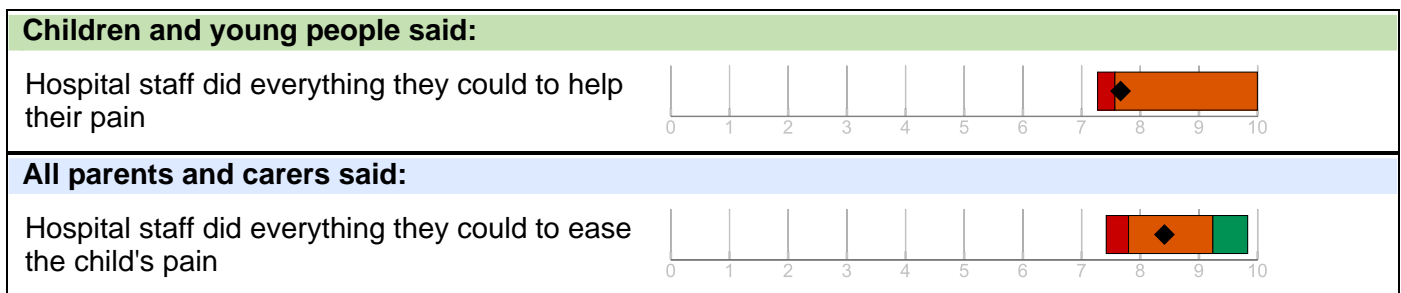 Children and young people said:
Hospital staff did everything they could to help
their pain
0 1 2 3 4 5 6 7 8 9 10
All parents and carers said:
Hospital staff did everything they could to ease
the child's pain
0 1 2 3 4 5 6 7 8 9 10